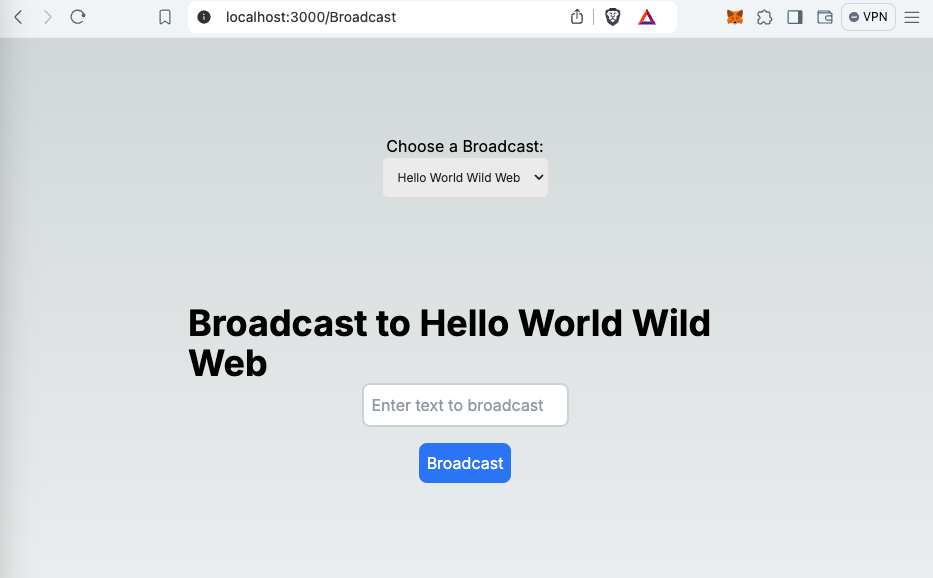 localhost:3000/Broadcast
VPN
Choose a Broadcast:
Hello World Wild Web
Broadcast to Hello World Wild
Web
Enter text to broadcast
Broadcast